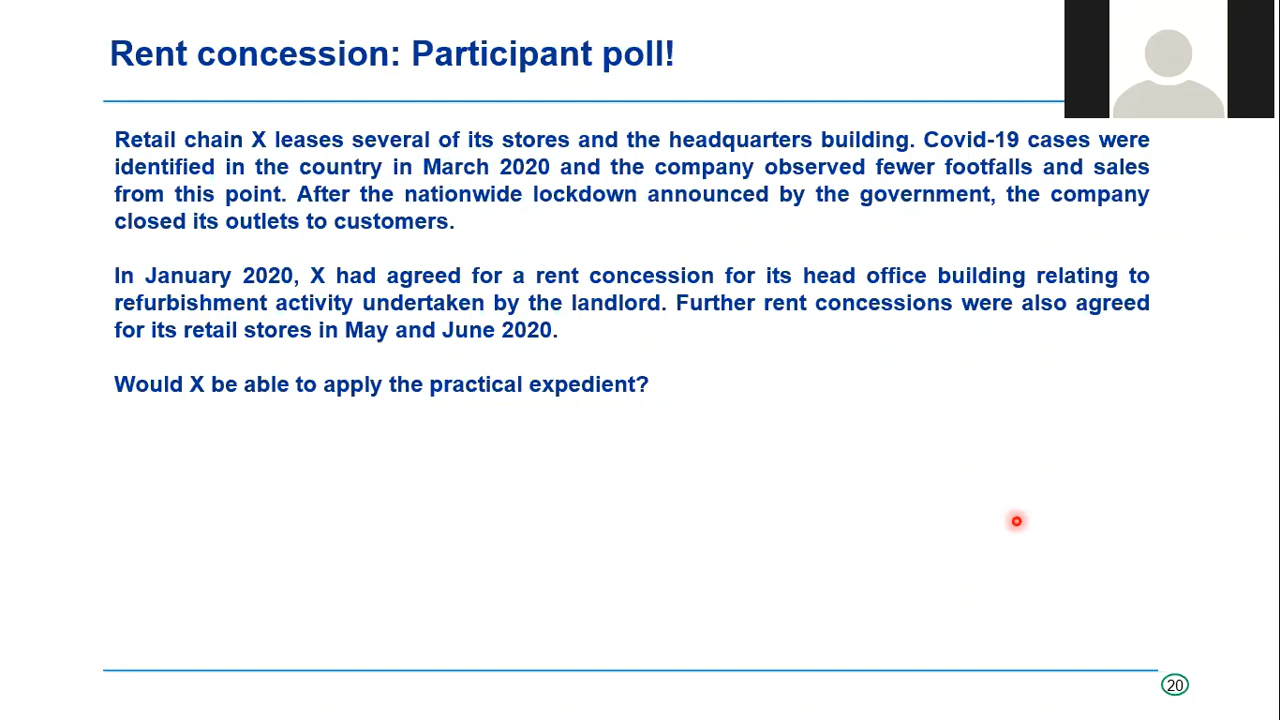 Rent concession: Participant poll!
Retail chain X leases several of its stores and the headquarters building. Covid-19 cases were
identified in the country in March 2020 and the company observed fewer footfalls and sales
from this point. After the nationwide lockdown announced by the government, the company
closed its outlets to customers.
In January 2020, X had agreed for a rent concession for its head office building relating to
refurbishment activity undertaken by the landlord. Further rent concessions were also agreed
for its retail stores in May and June 2020.
Would X be able to apply the practical expedient?
20